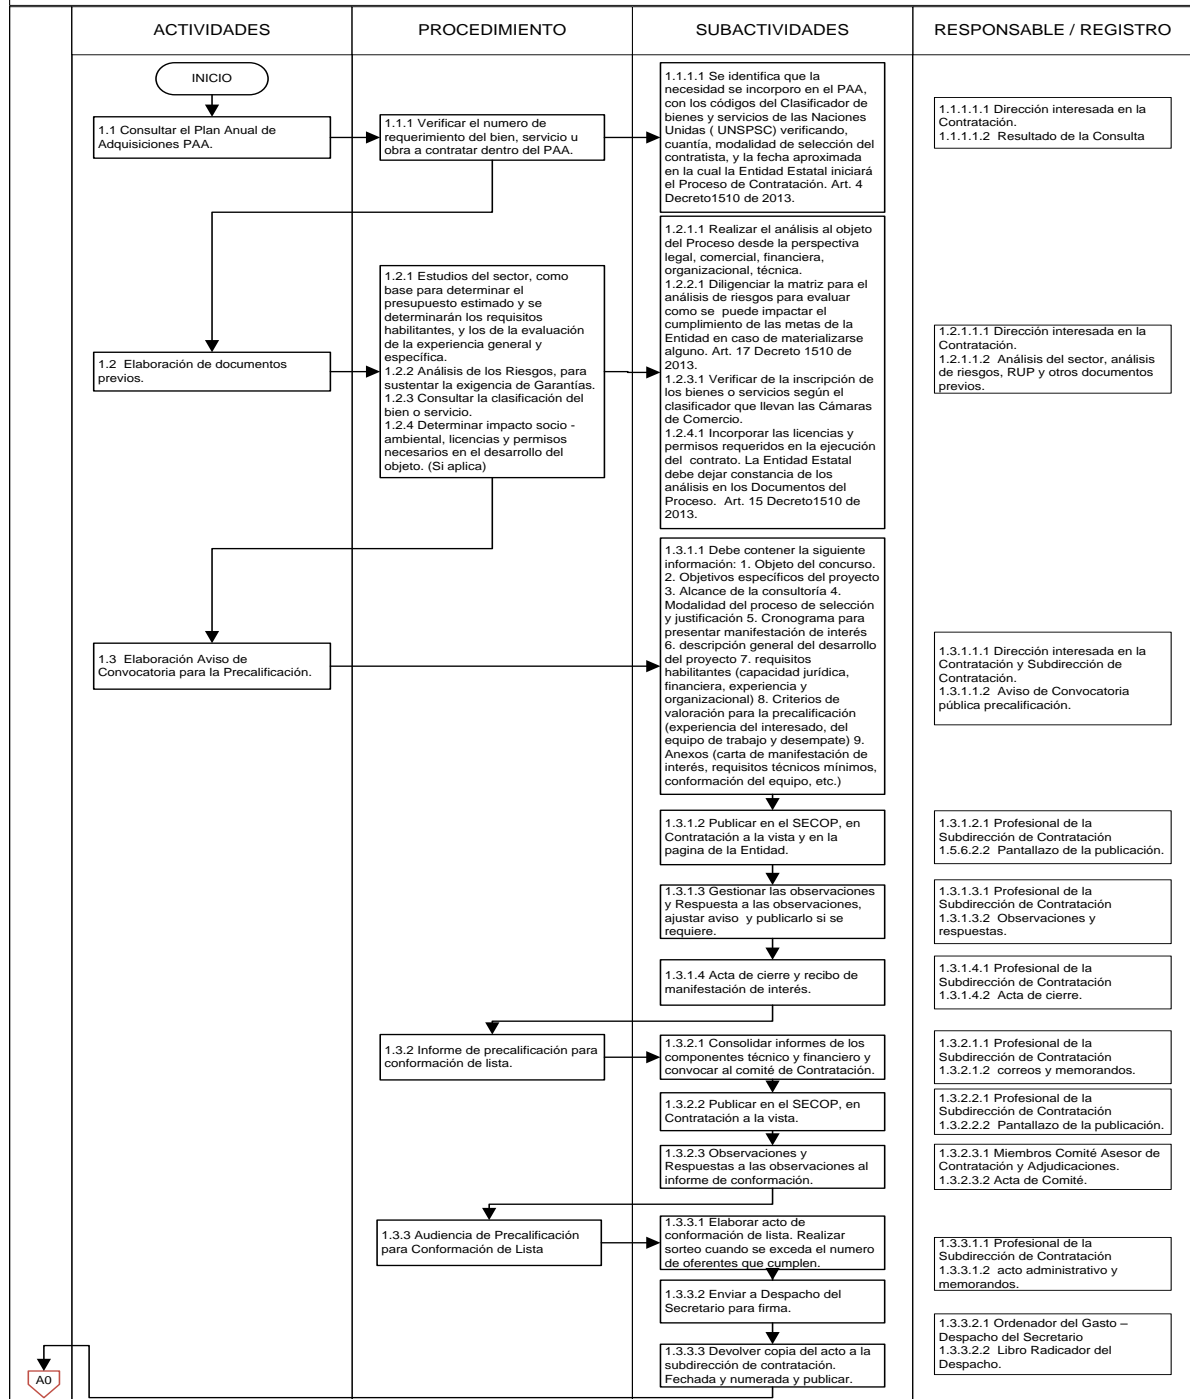 ACTIVIDADES
PROCEDIMIENTO
SUBACTIVIDADES
RESPONSABLE / REGISTRO
INICIO
1.1 Consultar el Plan Anual de
Adquisiciones PAA.
1.1.1 Verificar el numero de
requerimiento del bien, servicio u
obra a contratar dentro del PAA.
1.1.1.1 Se identifica que la
necesidad se incorporo en el PAA,
con los códigos del Clasificador de
bienes y servicios de las Naciones
Unidas ( UNSPSC) verificando,
cuantía, modalidad de selección del
contratista, y la fecha aproximada
en la cual la Entidad Estatal iniciará
el Proceso de Contratación. Art. 4
Decreto1510 de 2013.
1.1.1.1.1 Dirección interesada en la
Contratación.
1.1.1.1.2 Resultado de la Consulta
1.2 Elaboración de documentos
previos.
1.2.1 Estudios del sector, como
base para determinar el
presupuesto estimado y se
determinarán los requisitos
habilitantes, y los de la evaluación
de la experiencia general y
específica.
1.2.2 Análisis de los Riesgos, para
sustentar la exigencia de Garantías.
1.2.3 Consultar la clasificación del
bien o servicio.
1.2.4 Determinar impacto socio -
ambiental, licencias y permisos
necesarios en el desarrollo del
objeto. (Si aplica)
1.2.1.1 Realizar el análisis al objeto
del Proceso desde la perspectiva
legal, comercial, financiera,
organizacional, técnica.
1.2.2.1 Diligenciar la matriz para el
análisis de riesgos para evaluar
como se puede impactar el
cumplimiento de las metas de la
Entidad en caso de materializarse
alguno. Art. 17 Decreto 1510 de
2013.
1.2.3.1 Verificar de la inscripción de
los bienes o servicios según el
clasificador que llevan las Cámaras
de Comercio.
1.2.4.1 Incorporar las licencias y
permisos requeridos en la ejecución
del contrato. La Entidad Estatal
debe dejar constancia de los
análisis en los Documentos del
Proceso. Art. 15 Decreto1510 de
2013.
1.2.1.1.1 Dirección interesada en la
Contratación.
1.2.1.1.2 Análisis del sector, análisis
de riesgos, RUP y otros documentos
previos.
1.3 Elaboración Aviso de
Convocatoria para la Precalificación.
1.3.1.1 Debe contener la siguiente
información: 1. Objeto del concurso.
2. Objetivos específicos del proyecto
3. Alcance de la consultoría 4.
Modalidad del proceso de selección
y justificación 5. Cronograma para
presentar manifestación de interés
6. descripción general del desarrollo
del proyecto 7. requisitos
habilitantes (capacidad jurídica,
financiera, experiencia y
organizacional) 8. Criterios de
valoración para la precalificación
(experiencia del interesado, del
equipo de trabajo y desempate) 9.
Anexos (carta de manifestación de
interés, requisitos técnicos mínimos,
conformación del equipo, etc.)
1.3.1.1.1 Dirección interesada en la
Contratación y Subdirección de
Contratación.
1.3.1.1.2 Aviso de Convocatoria
pública precalificación.
1.3.1.2 Publicar en el SECOP, en
Contratación a la vista y en la
pagina de la Entidad.
1.3.1.2.1 Profesional de la
Subdirección de Contratación
1.5.6.2.2 Pantallazo de la publicación.
1.3.1.3 Gestionar las observaciones
y Respuesta a las observaciones,
ajustar aviso y publicarlo si se
requiere.
1.3.1.3.1 Profesional de la
Subdirección de Contratación
1.3.1.3.2 Observaciones y
respuestas.
1.3.1.4 Acta de cierre y recibo de
manifestación de interés.
1.3.1.4.1 Profesional de la
Subdirección de Contratación
1.3.1.4.2 Acta de cierre.
1.3.2 Informe de precalificación para
conformación de lista.
1.3.2.1 Consolidar informes de los
componentes técnico y financiero y
convocar al comité de Contratación.
1.3.2.1.1 Profesional de la
Subdirección de Contratación
1.3.2.1.2 correos y memorandos.
1.3.2.2 Publicar en el SECOP, en
Contratación a la vista.
1.3.2.2.1 Profesional de la
Subdirección de Contratación
1.3.2.2.2 Pantallazo de la publicación.
1.3.2.3 Observaciones y
Respuestas a las observaciones al
informe de conformación.
1.3.2.3.1 Miembros Comité Asesor de
Contratación y Adjudicaciones.
1.3.2.3.2 Acta de Comité.
1.3.3 Audiencia de Precalificación
para Conformación de Lista
1.3.3.1 Elaborar acto de
conformación de lista. Realizar
sorteo cuando se exceda el numero
de oferentes que cumplen.
1.3.3.1.1 Profesional de la
Subdirección de Contratación
1.3.3.1.2 acto administrativo y
memorandos.
1.3.3.2 Enviar a Despacho del
Secretario para firma.
1.3.3.2.1 Ordenador del Gasto –
Despacho del Secretario
1.3.3.2.2 Libro Radicador del
Despacho.
1.3.3.3 Devolver copia del acto a la
subdirección de contratación.
Fechada y numerada y publicar.
A0